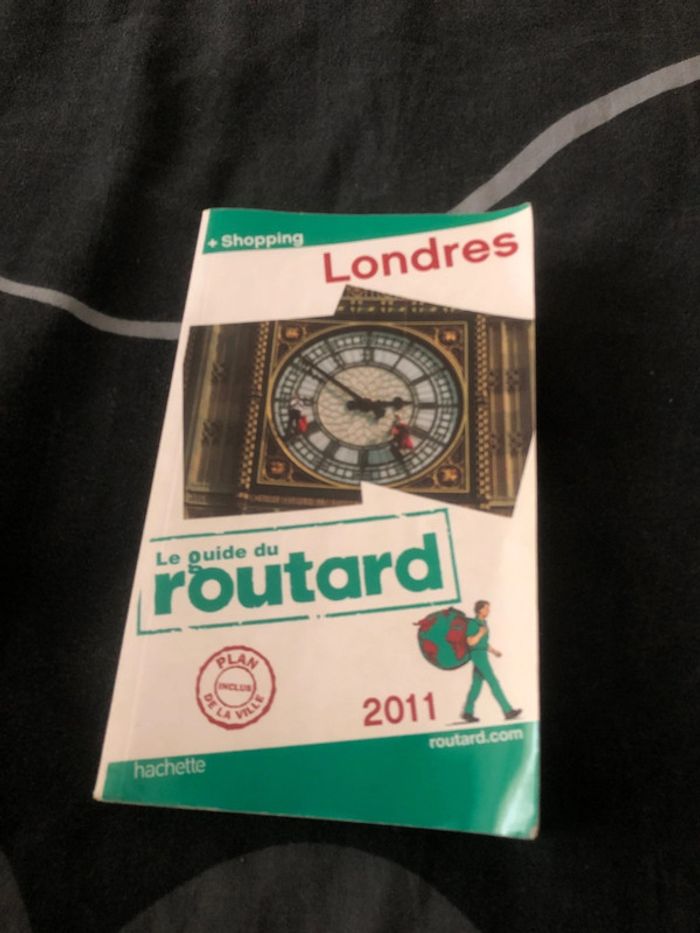 + Shopping
Londres
Le guide du
routard
PLAN
INCLUS
DE LA VILLE
2011
routard.com
hachette